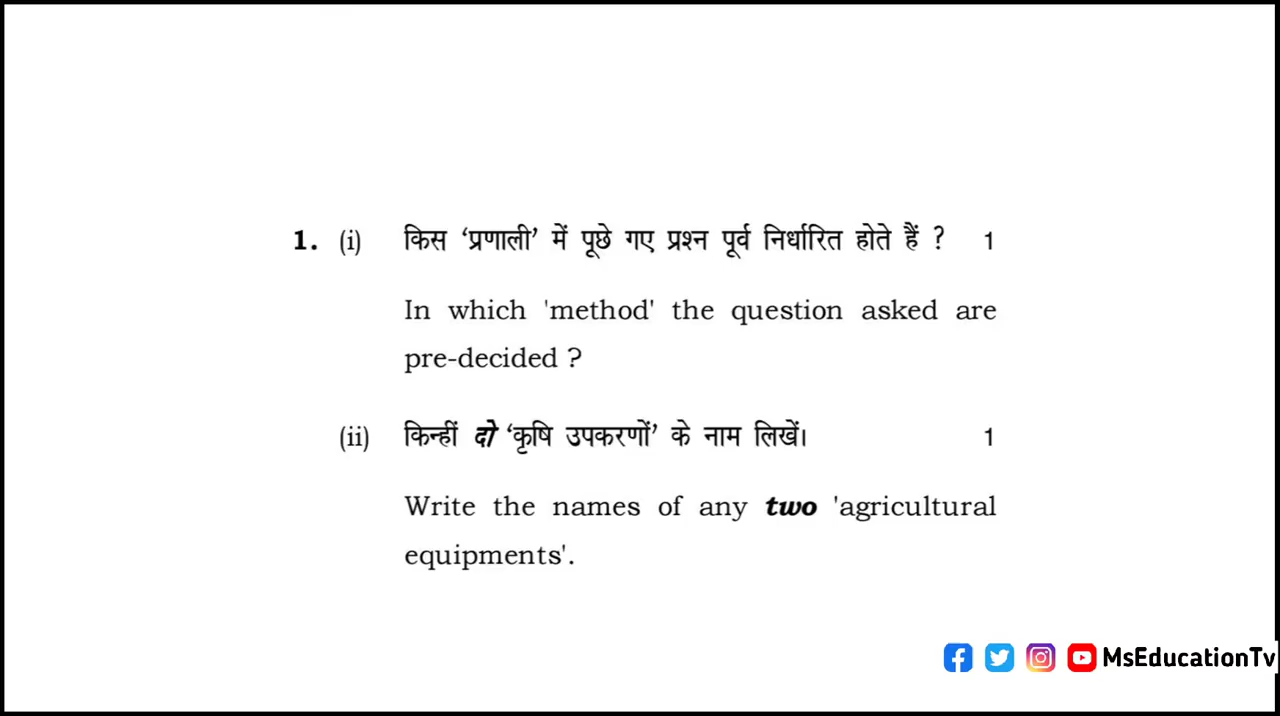 1. (i) किस ‘प्रणाली’ में पूछे गए प्रश्न पूर्व निर्धारित होते हैं ? 1
In which 'method' the question asked are
pre-decided ?
(ii) किन्हीं दो ‘कृषि उपकरणों’ के नाम लिखें। 1
Write the names of any two 'agricultural
equipments'.
MsEducationTv